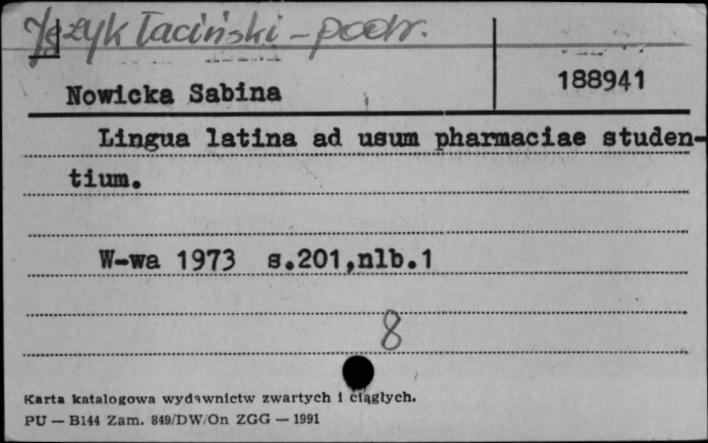 Język łaciński - podr.
188941
Nowicka Sabina
Lingua latina ad usum pharmaciae studen-
tium.
W-wa 1973 s.201,nlb.1
8
Karta katalogowa wydawnictw zwartych i ciągłych.
PU — B144 Zam. 849/DW/On ZGG — 1991